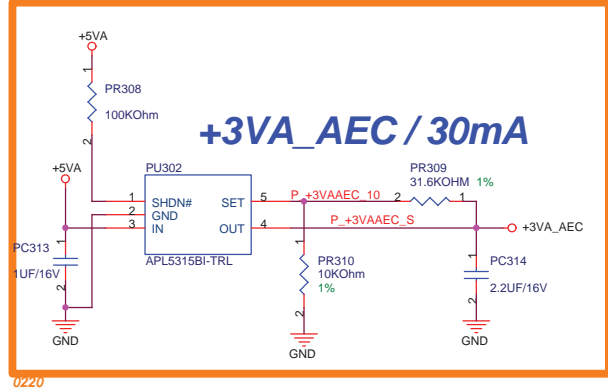 +5VA
1
PR308
100KOhm
2
+3VA_AEC / 30mA
+5VA
PU302
PR309
31.6KOHM 1%
1 SHDN# SET 5 P_+3VAAEC_10 2 1
2 GND
3 IN OUT 4 P_+3VAAEC_S +3VA_AEC
APL5315BI-TRL
1
PC313
1UF/16V
2
GND
1
PR310
10KOhm
1%
2
GND
1
PC314
2.2UF/16V
2
GND
0220